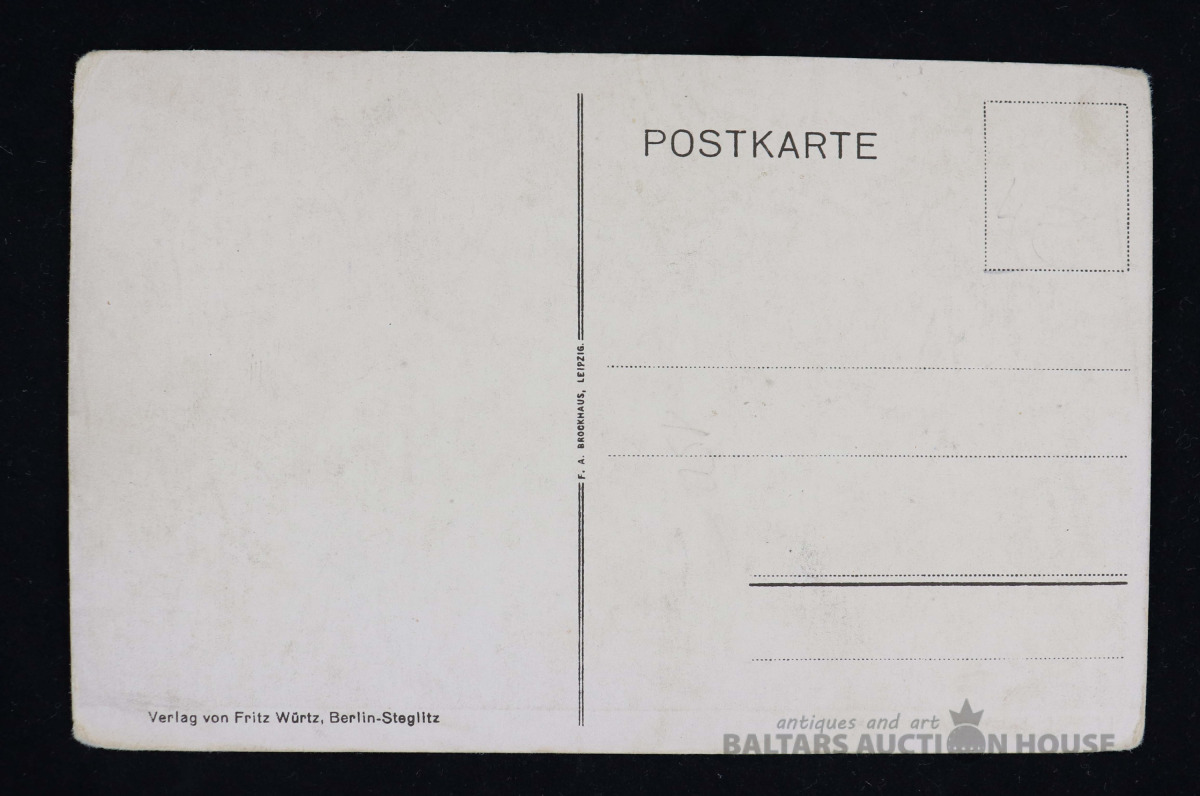 POSTKARTE
F. A. BROCKHAUS, LEIPZIG.
Verlag von Fritz Würtz, Berlin-Steglitz
antiques and art
BALTARS AUCTION HOUSE